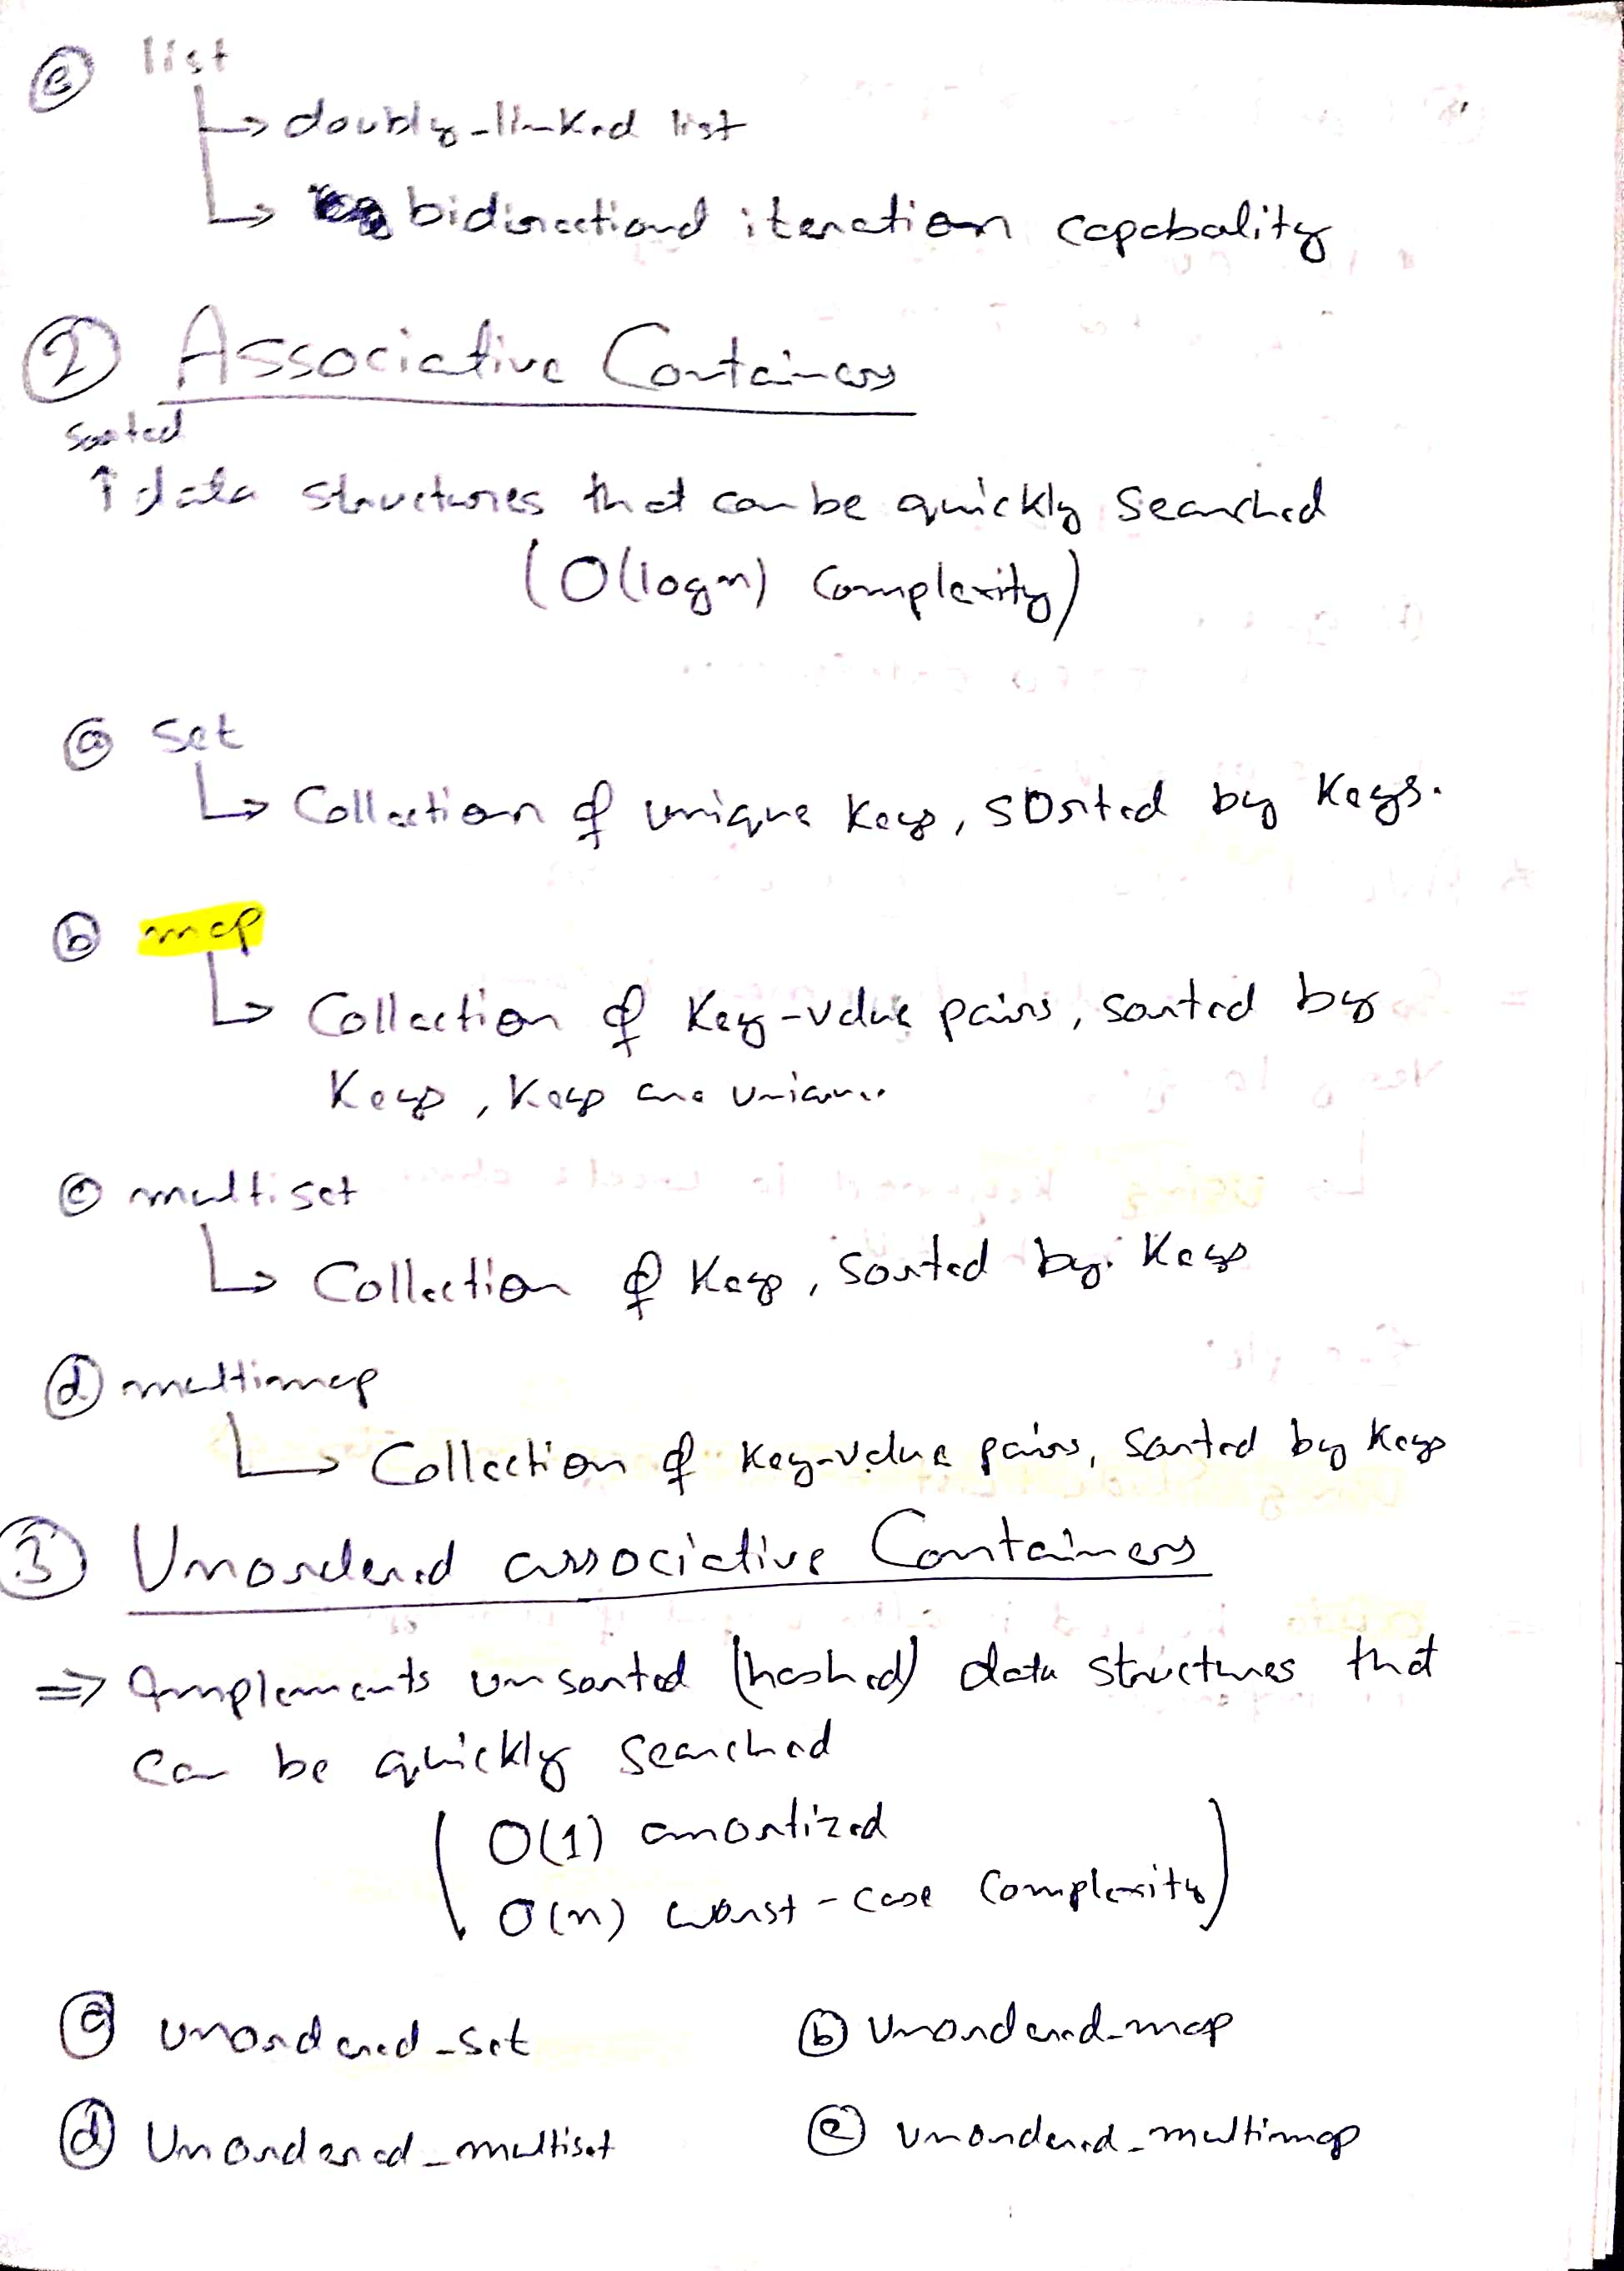 ⓔ list
↳ doubly-linked list
↳ bidirectional iteration capabality
② Associative Containers
sorted
↑ data structures that can be quickly searched
(O(log n) Complexity)
ⓐ set
↳ Collection of unique keys, sorted by keys.
ⓑ map
↳ Collection of key-value pairs, sorted by
keys, keys are unique
ⓒ multiset
↳ Collection of keys, sorted by keys
ⓓ multimap
↳ Collection of key-value pairs, sorted by keys
③ Unordered associative Containers
⇒ Implements unsorted (hashed) data structures that
can be quickly searched
( O(1) amortized
O(n) worst-case Complexity )
ⓐ unordered_set ⓑ unordered_map
ⓓ Unordered_multiset ⓔ unordered_multimap